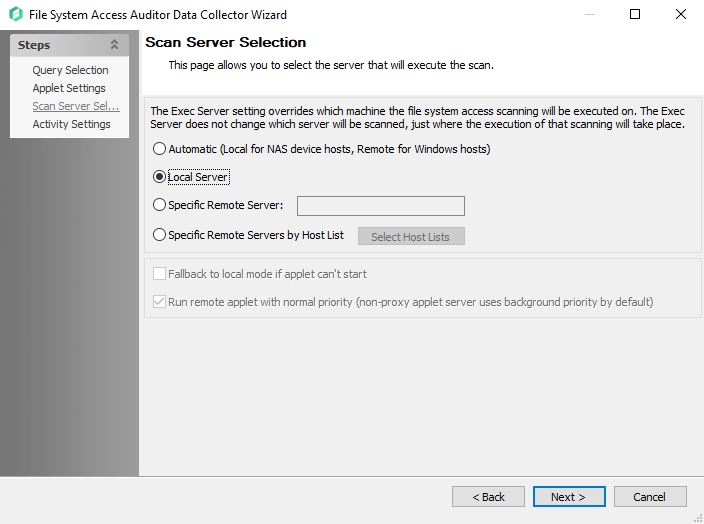 File System Access Auditor Data Collector Wizard
Steps
Query Selection
Applet Settings
Scan Server Sel...
Activity Settings
Scan Server Selection
This page allows you to select the server that will execute the scan.
The Exec Server setting overrides which machine the file system access scanning will be executed on. The Exec
Server does not change which server will be scanned, just where the execution of that scanning will take place.
Automatic (Local for NAS device hosts, Remote for Windows hosts)
Local Server
Specific Remote Server:
Specific Remote Servers by Host List
Select Host Lists
Fallback to local mode if applet can't start
Run remote applet with normal priority (non-proxy applet server uses background priority by default)
< Back
Next >
Cancel